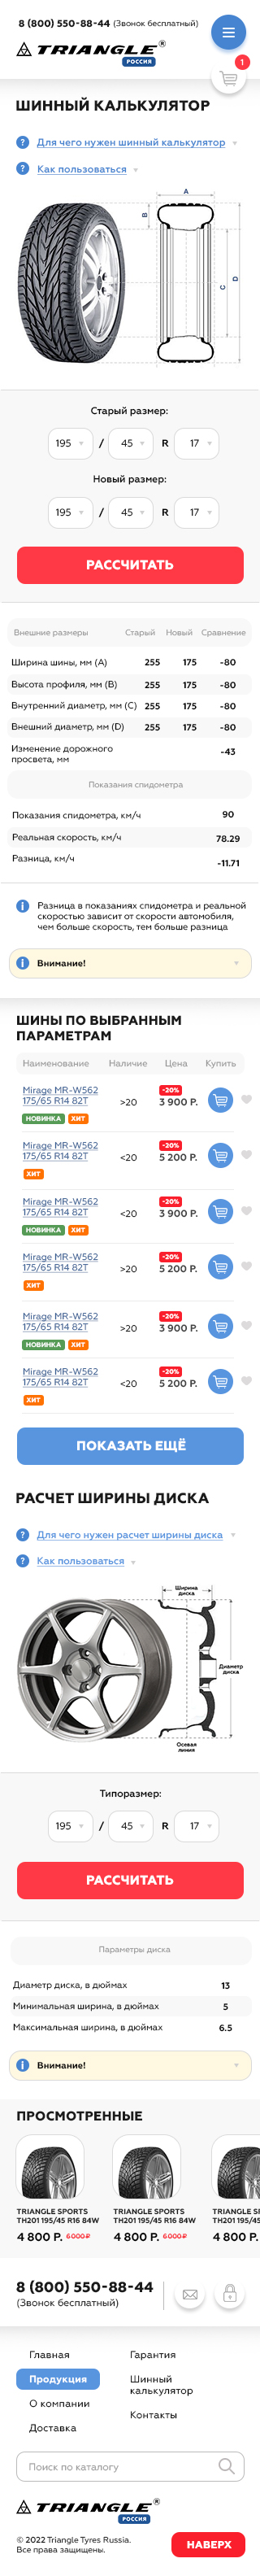 8 (800) 550-88-44 (Звонок бесплатный)
TRIANGLE®
РОССИЯ
1
ШИННЫЙ КАЛЬКУЛЯТОР
? Для чего нужен шинный калькулятор
? Как пользоваться
A
B
C
D
Старый размер:
195 / 45 R 17
Новый размер:
195 / 45 R 17
РАССЧИТАТЬ
Внешние размеры Старый Новый Сравнение
Ширина шины, мм (A) 255 175 -80
Высота профиля, мм (B) 255 175 -80
Внутренний диаметр, мм (C) 255 175 -80
Внешний диаметр, мм (D) 255 175 -80
Изменение дорожного
просвета, мм -43
Показания спидометра
Показания спидометра, км/ч 90
Реальная скорость, км/ч 78.29
Разница, км/ч -11.71
i Разница в показаниях спидометра и реальной
скоростью зависит от скорости автомобиля,
чем больше скорость, тем больше разница
i Внимание!
ШИНЫ ПО ВЫБРАННЫМ
ПАРАМЕТРАМ
Наименование Наличие Цена Купить
Mirage MR-W562 -20%
175/65 R14 82T >20 3 900 Р.
НОВИНКА ХИТ
Mirage MR-W562 -20%
175/65 R14 82T <20 5 200 Р.
ХИТ
Mirage MR-W562 -20%
175/65 R14 82T >20 3 900 Р.
НОВИНКА ХИТ
Mirage MR-W562 -20%
175/65 R14 82T >20 5 200 Р.
ХИТ
Mirage MR-W562 -20%
175/65 R14 82T >20 3 900 Р.
НОВИНКА ХИТ
Mirage MR-W562 -20%
175/65 R14 82T <20 5 200 Р.
ХИТ
ПОКАЗАТЬ ЕЩЁ
РАСЧЕТ ШИРИНЫ ДИСКА
? Для чего нужен расчет ширины диска
? Как пользоваться
Ширина
диска
Диаметр
диска
Осевая
линия
Типоразмер:
195 / 45 R 17
РАССЧИТАТЬ
Параметры диска
Диаметр диска, в дюймах 13
Минимальная ширина, в дюймах 5
Максимальная ширина, в дюймах 6.5
i Внимание!
ПРОСМОТРЕННЫЕ
TRIANGLE SPORTS TRIANGLE SPORTS TRIANGLE SP
TH201 195/45 R16 84W TH201 195/45 R16 84W TH201 195/45
4 800 Р. 6000₽ 4 800 Р. 6000₽ 4 800 Р.
8 (800) 550-88-44
(Звонок бесплатный)
Главная Гарантия
Продукция Шинный
калькулятор
О компании
Контакты
Доставка
Поиск по каталогу
TRIANGLE®
РОССИЯ
© 2022 Triangle Tyres Russia.
Все права защищены.
НАВЕРХ